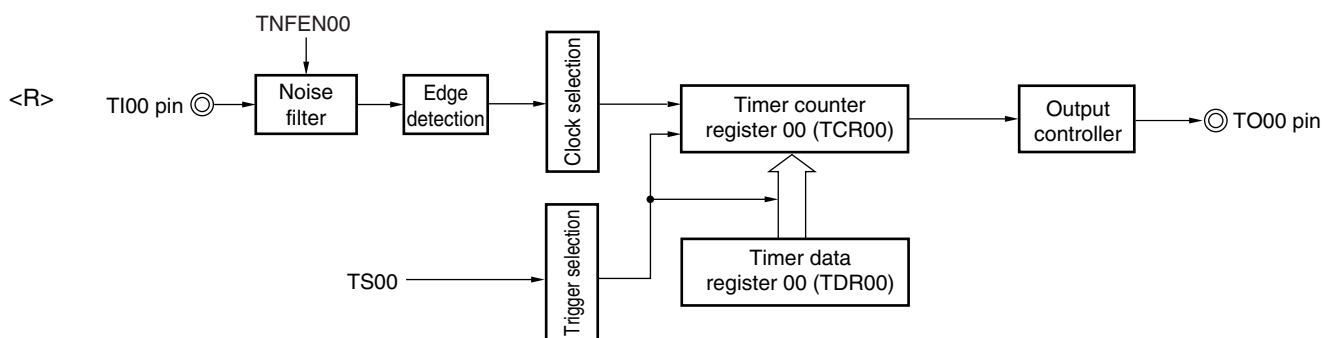 TNFEN00
<R>
TI00 pin
Noise
filter
Edge
detection
Clock selection
Timer counter
register 00 (TCR00)
Output
controller
TO00 pin
TS00
Trigger selection
Timer data
register 00 (TDR00)